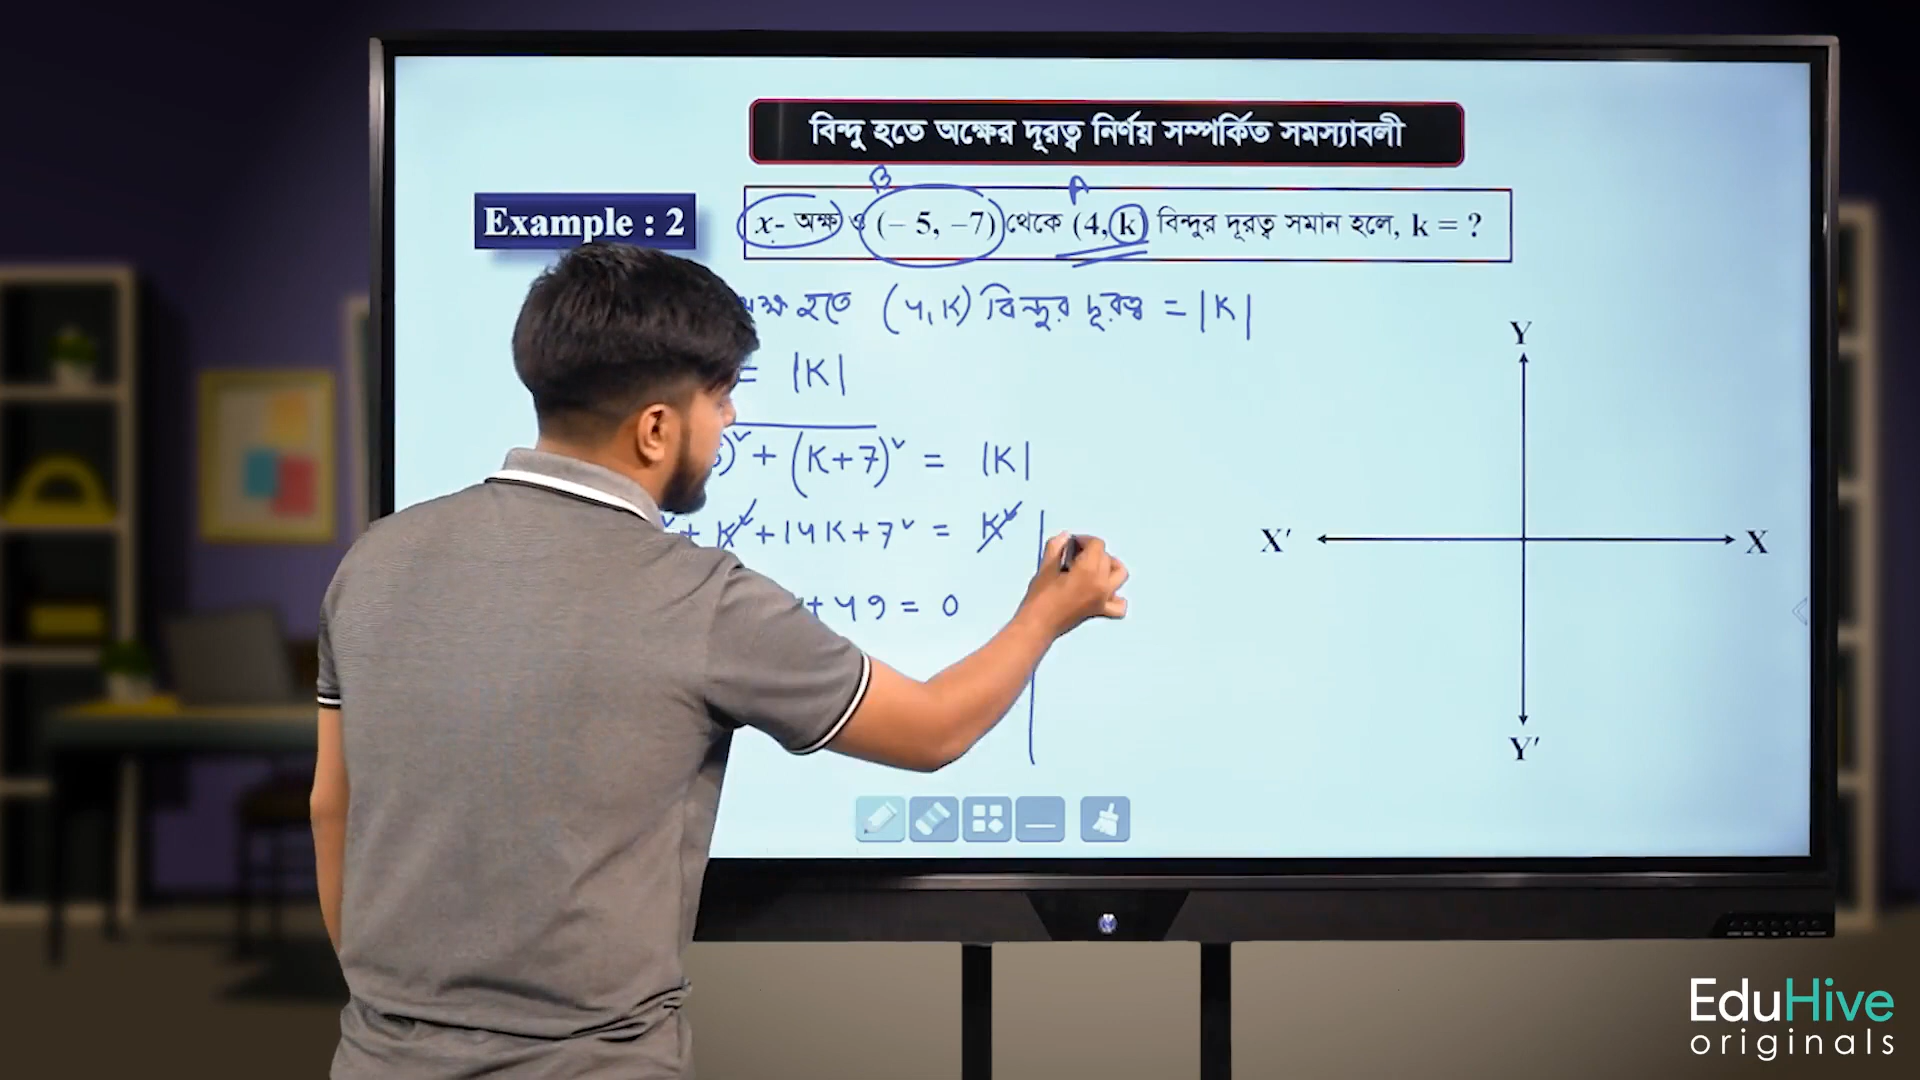 বিন্দু হতে অক্ষের দূরত্ব নির্ণয় সম্পর্কিত সমস্যাবলী
B A
Example : 2
x- অক্ষ ও (– 5, –7) থেকে (4, k) বিন্দুর দূরত্ব সমান হলে, k = ?
হতে (4, K) বিন্দুর দূরত্ব = |K|
= |K|
)² + (K+7)² = |K|
+ K² + 14K + 7² = K²
+ 49 = 0
Y
X′ X
Y′
EduHive
originals